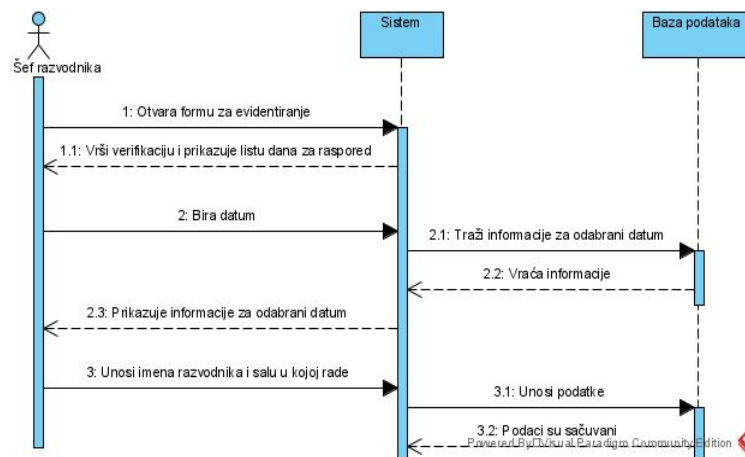 Sistem
Baza podataka
Šef razvodnika
1: Otvara formu za evidentiranje
1.1: Vrši verifikaciju i prikazuje listu dana za raspored
2: Bira datum
2.1: Traži informacije za odabrani datum
2.2: Vraća informacije
2.3: Prikazuje informacije za odabrani datum
3: Unosi imena razvodnika i salu u kojoj rade
3.1: Unosi podatke
3.2: Podaci su sačuvani
Powered By Visual Paradigm Community Edition